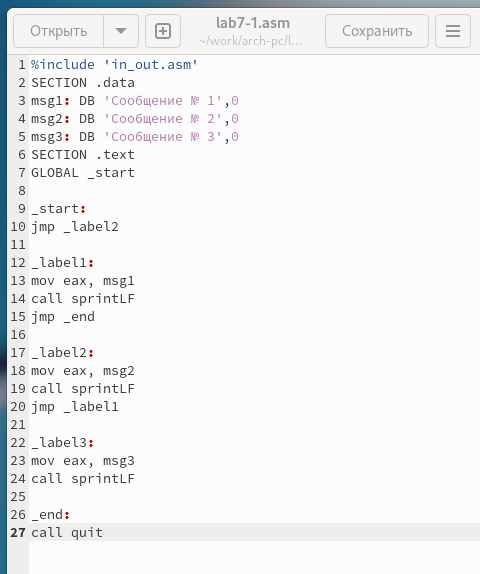 Открыть
lab7-1.asm
~/work/arch-pc/l...
Сохранить
1 %include 'in_out.asm'
2 SECTION .data
3 msg1: DB 'Сообщение № 1',0
4 msg2: DB 'Сообщение № 2',0
5 msg3: DB 'Сообщение № 3',0
6 SECTION .text
7 GLOBAL _start
8
9 _start:
10 jmp _label2
11
12 _label1:
13 mov eax, msg1
14 call sprintLF
15 jmp _end
16
17 _label2:
18 mov eax, msg2
19 call sprintLF
20 jmp _label1
21
22 _label3:
23 mov eax, msg3
24 call sprintLF
25
26 _end:
27 call quit